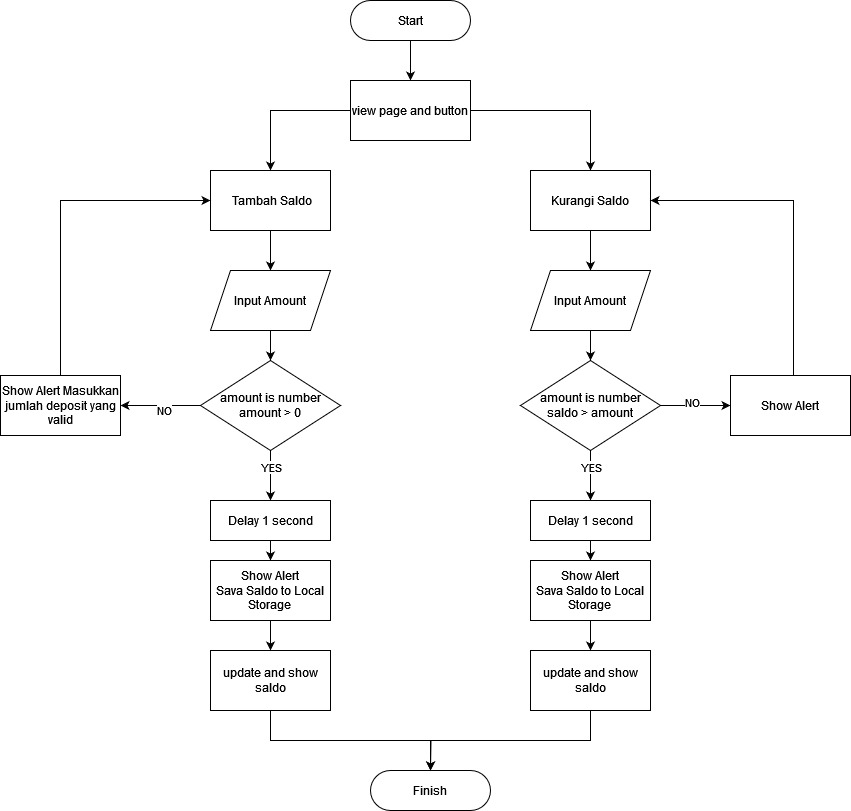 Start
view page and button
Tambah Saldo
Kurangi Saldo
Input Amount
Input Amount
Show Alert Masukkan
jumlah deposit yang
valid
NO
amount is number
amount > 0
amount is number
saldo > amount
NO
Show Alert
YES
YES
Delay 1 second
Delay 1 second
Show Alert
Sava Saldo to Local
Storage
Show Alert
Sava Saldo to Local
Storage
update and show
saldo
update and show
saldo
Finish